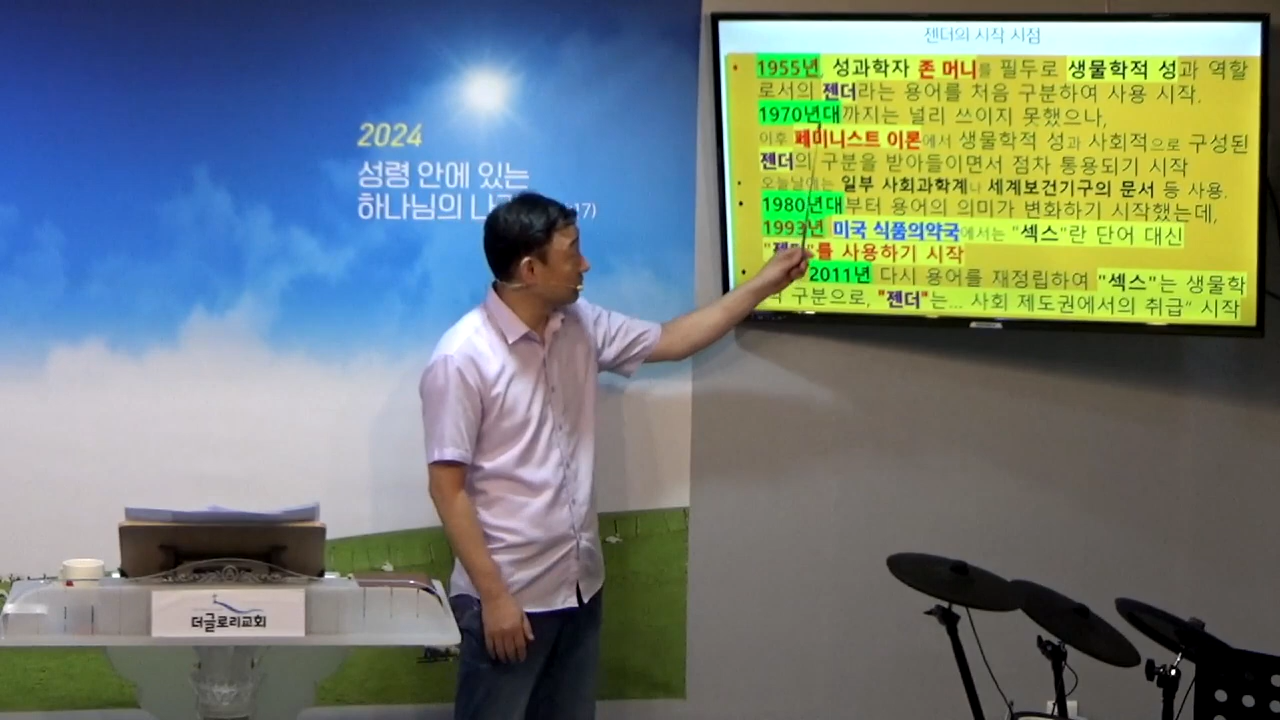 2024
성령 안에 있는
하나님의
17)
더글로리교회
젠더의 시작 시점
• 1955년, 성과학자 존 머니를 필두로 생물학적 성과 역할
로서의 젠더라는 용어를 처음 구분하여 사용 시작.
1970년대까지는 널리 쓰이지 못했으나,
이후 페미니스트 이론에서 생물학적 성과 사회적으로 구성된
젠더의 구분을 받아들이면서 점차 통용되기 시작
• 오늘날에는 일부 사회과학계나 세계보건기구의 문서 등 사용.
• 1980년대부터 용어의 의미가 변화하기 시작했는데,
1993년 미국 식품의약국에서는 "섹스"란 단어 대신
"젠더"를 사용하기 시작
• 2011년 다시 용어를 재정립하여 "섹스"는 생물학
구분으로, "젠더"는... 사회 제도권에서의 취급" 시작